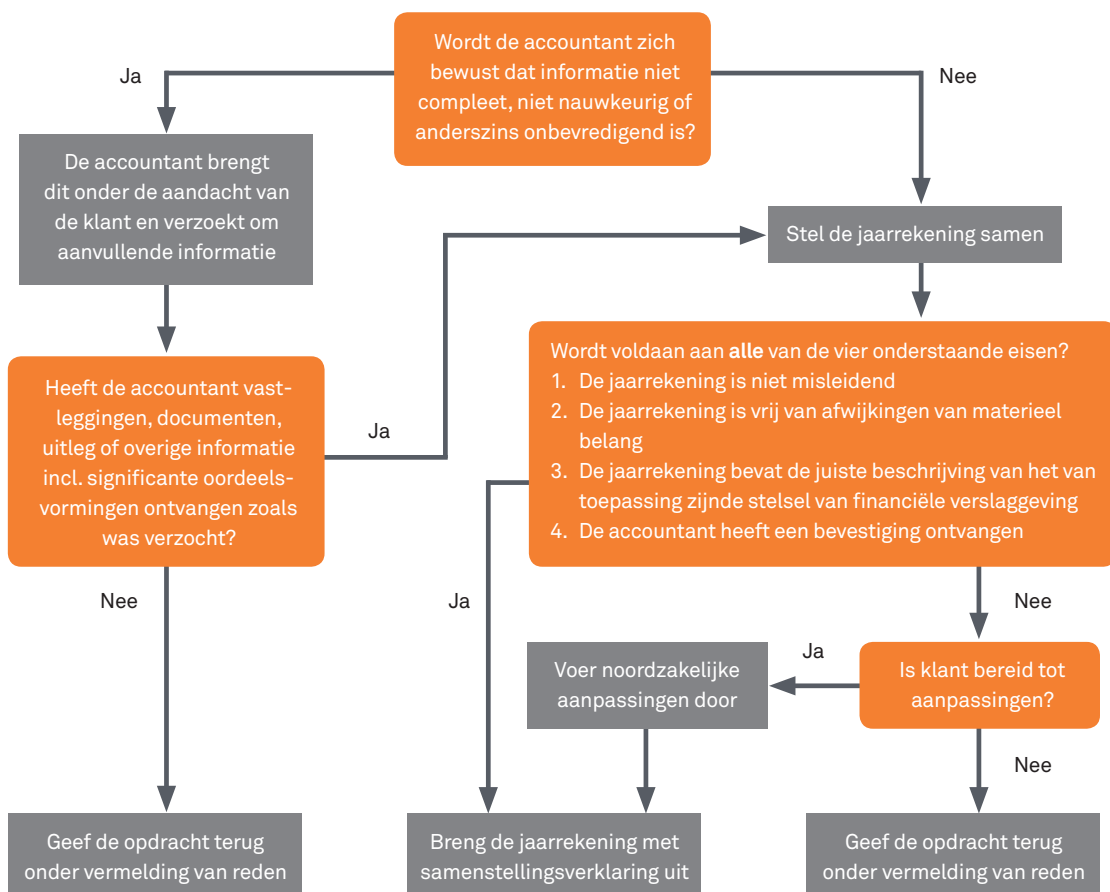 Wordt de accountant zich
bewust dat informatie niet
compleet, niet nauwkeurig of
anderszins onbevredigend is?
Ja
Nee
De accountant brengt
dit onder de aandacht van
de klant en verzoekt om
aanvullende informatie
Stel de jaarrekening samen
Heeft de accountant vast-
leggingen, documenten,
uitleg of overige informatie
incl. significante oordeels-
vormingen ontvangen zoals
was verzocht?
Ja
Wordt voldaan aan alle van de vier onderstaande eisen?
1. De jaarrekening is niet misleidend
2. De jaarrekening is vrij van afwijkingen van materieel
belang
3. De jaarrekening bevat de juiste beschrijving van het van
toepassing zijnde stelsel van financiële verslaggeving
4. De accountant heeft een bevestiging ontvangen
Nee
Ja
Nee
Voer noordzakelijke
aanpassingen door
Ja
Is klant bereid tot
aanpassingen?
Nee
Geef de opdracht terug
onder vermelding van reden
Breng de jaarrekening met
samenstellingsverklaring uit
Geef de opdracht terug
onder vermelding van reden